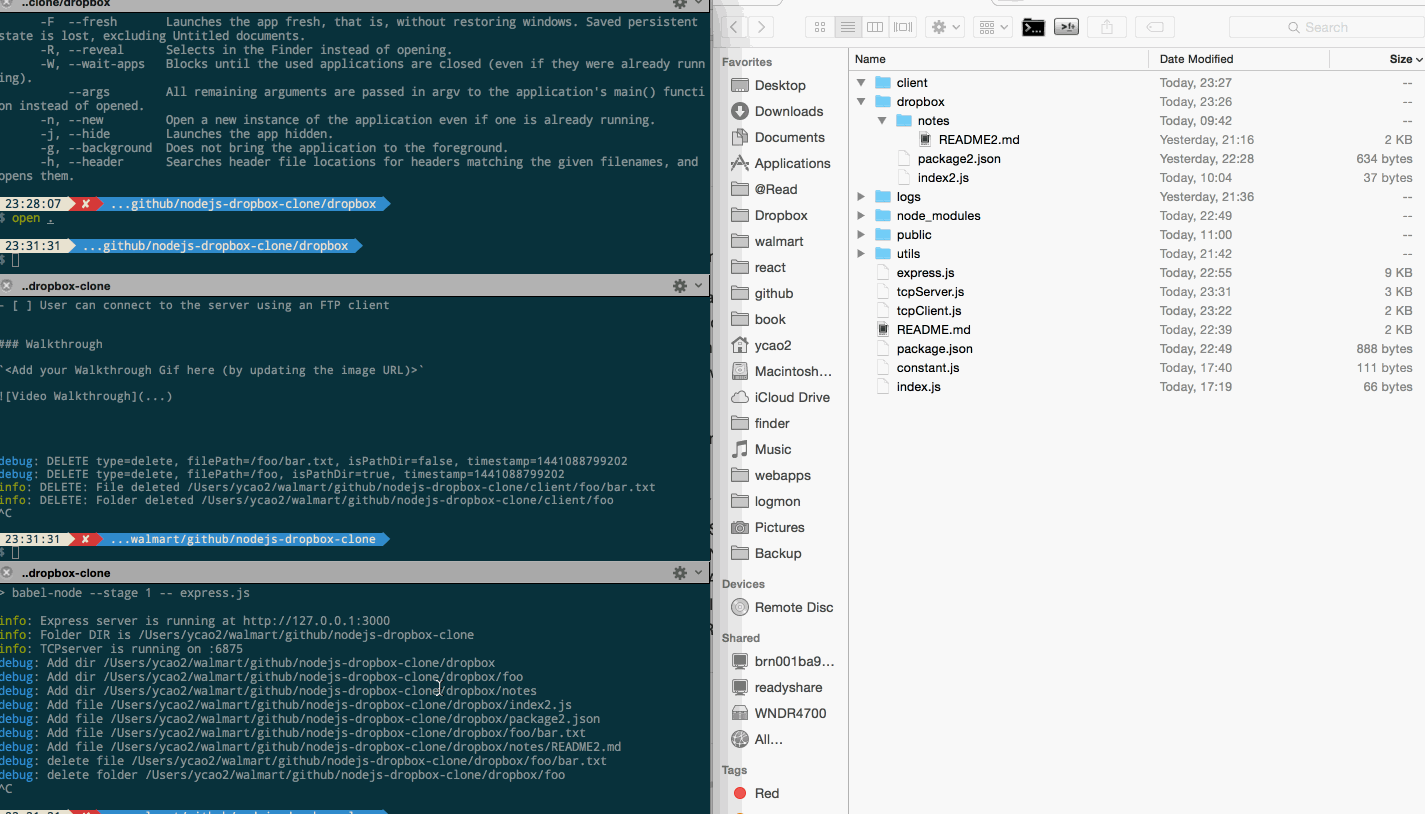 ..clone/dropbox
-F  --fresh       Launches the app fresh, that is, without restoring windows. Saved persistent
state is lost, excluding Untitled documents.
-R, --reveal      Selects in the Finder instead of opening.
-W, --wait-apps   Blocks until the used applications are closed (even if they were already runn
ing).
--args        All remaining arguments are passed in argv to the application's main() functi
on instead of opened.
-n, --new         Open a new instance of the application even if one is already running.
-j, --hide        Launches the app hidden.
-g, --background  Does not bring the application to the foreground.
-h, --header      Searches header file locations for headers matching the given filenames, and
opens them.
23:28:07 ✘ ...github/nodejs-dropbox-clone/dropbox
$ open .
23:31:31 ...github/nodejs-dropbox-clone/dropbox
$
..dropbox-clone
- [ ] User can connect to the server using an FTP client
### Walkthrough
`<Add your Walkthrough Gif here (by updating the image URL)>`
![Video Walkthrough](...)
debug: DELETE type=delete, filePath=/foo/bar.txt, isPathDir=false, timestamp=1441088799202
debug: DELETE type=delete, filePath=/foo, isPathDir=true, timestamp=1441088799202
info: DELETE: File deleted /Users/ycao2/walmart/github/nodejs-dropbox-clone/client/foo/bar.txt
info: DELETE: Folder deleted /Users/ycao2/walmart/github/nodejs-dropbox-clone/client/foo
^C
23:31:31 ✘ ...walmart/github/nodejs-dropbox-clone
$
..dropbox-clone
> babel-node --stage 1 -- express.js
info: Express server is running at http://127.0.0.1:3000
info: Folder DIR is /Users/ycao2/walmart/github/nodejs-dropbox-clone
info: TCPserver is running on :6875
debug: Add dir /Users/ycao2/walmart/github/nodejs-dropbox-clone/dropbox
debug: Add dir /Users/ycao2/walmart/github/nodejs-dropbox-clone/dropbox/foo
debug: Add dir /Users/ycao2/walmart/github/nodejs-dropbox-clone/dropbox/notes
debug: Add file /Users/ycao2/walmart/github/nodejs-dropbox-clone/dropbox/index2.js
debug: Add file /Users/ycao2/walmart/github/nodejs-dropbox-clone/dropbox/package2.json
debug: Add file /Users/ycao2/walmart/github/nodejs-dropbox-clone/dropbox/foo/bar.txt
debug: Add file /Users/ycao2/walmart/github/nodejs-dropbox-clone/dropbox/notes/README2.md
debug: delete file /Users/ycao2/walmart/github/nodejs-dropbox-clone/dropbox/foo/bar.txt
debug: delete folder /Users/ycao2/walmart/github/nodejs-dropbox-clone/dropbox/foo
^C
Search
Favorites
Desktop
Downloads
Documents
Applications
@Read
Dropbox
walmart
react
github
book
ycao2
Macintosh...
iCloud Drive
finder
Music
webapps
logmon
Pictures
Backup
Devices
Remote Disc
Shared
brn001ba9...
readyshare
WNDR4700
All...
Tags
Red
Name Date Modified Size
client Today, 23:27 --
dropbox Today, 23:26 --
notes Today, 09:42 --
README2.md Yesterday, 21:16 2 KB
package2.json Yesterday, 22:28 634 bytes
index2.js Today, 10:04 37 bytes
logs Yesterday, 21:36 --
node_modules Today, 22:49 --
public Today, 11:00 --
utils Today, 21:42 --
express.js Today, 22:55 9 KB
tcpServer.js Today, 23:31 3 KB
tcpClient.js Today, 23:22 2 KB
README.md Today, 22:39 2 KB
package.json Today, 22:49 888 bytes
constant.js Today, 17:40 111 bytes
index.js Today, 17:19 66 bytes